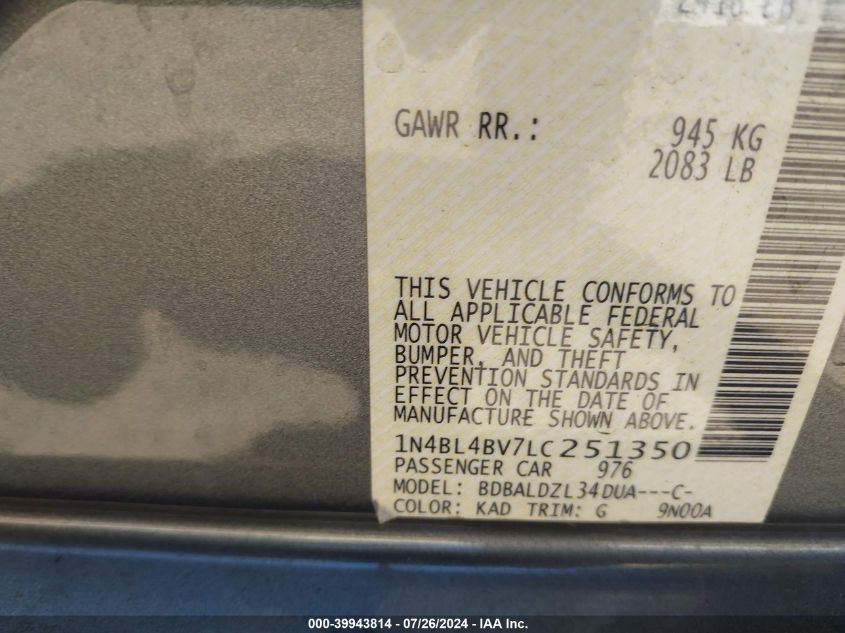 GAWR RR.: 945 KG
2083 LB
THIS VEHICLE CONFORMS TO
ALL APPLICABLE FEDERAL
MOTOR VEHICLE SAFETY,
BUMPER, AND THEFT
PREVENTION STANDARDS IN
EFFECT ON THE DATE OF
MANUFACTURE SHOWN ABOVE.
1N4BL4BV7LC251350
PASSENGER CAR 976
MODEL: BDBALDZL34DUA---C-
COLOR: KAD TRIM: G 9N00A
000-39943814 - 07/26/2024 - IAA Inc.